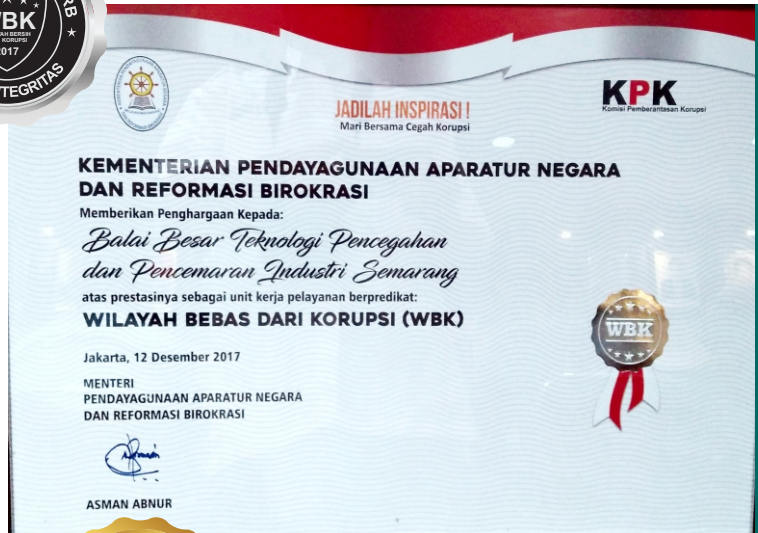 WBK
2017
KPK
JADILAH INSPIRASI !
Komisi Pemberantasan Korupsi
Mari Bersama Cegah Korupsi
KEMENTERIAN PENDAYAGUNAAN APARATUR NEGARA
DAN REFORMASI BIROKRASI
Memberikan Penghargaan Kepada:
Balai Besar Teknologi Pencegahan
dan Pencemaran Industri Semarang
atas prestasinya sebagai unit kerja pelayanan berpredikat:
WILAYAH BEBAS DARI KORUPSI (WBK)
WBK
Jakarta, 12 Desember 2017
MENTERI
PENDAYAGUNAAN APARATUR NEGARA
DAN REFORMASI BIROKRASI
ASMAN ABNUR